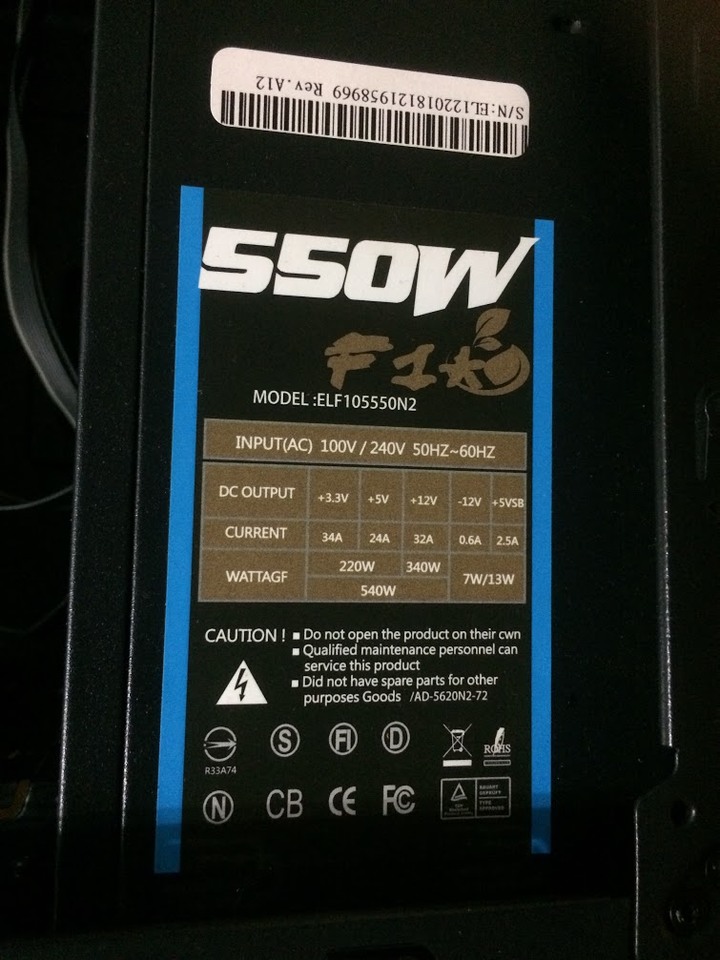 S/N:EL122018121958969 Rev.A12
550W
MODEL :ELF105550N2
INPUT(AC) 100V / 240V 50HZ~60HZ
DC OUTPUT +3.3V +5V +12V -12V +5VSB
CURRENT 34A 24A 32A 0.6A 2.5A
WATTAGF 220W 340W 7W/13W
540W
CAUTION ! ▪ Do not open the product on their cwn
▪ Qualified maintenance personnel can
service this product
▪ Did not have spare parts for other
purposes Goods /AD-5620N2-72
S FI D ROHS
R33A74
N CB CE FC
TYPE
APPROVED